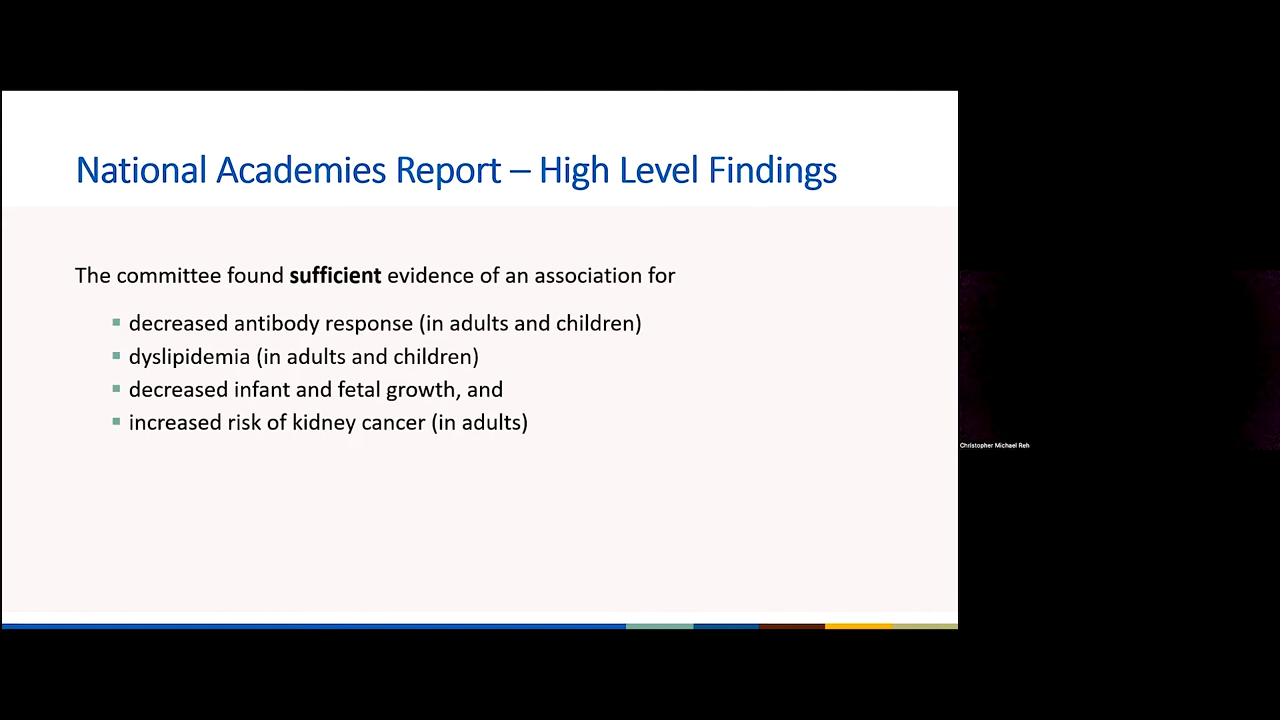 National Academies Report – High Level Findings
The committee found sufficient evidence of an association for
▪ decreased antibody response (in adults and children)
▪ dyslipidemia (in adults and children)
▪ decreased infant and fetal growth, and
▪ increased risk of kidney cancer (in adults)
Christopher Michael Reh